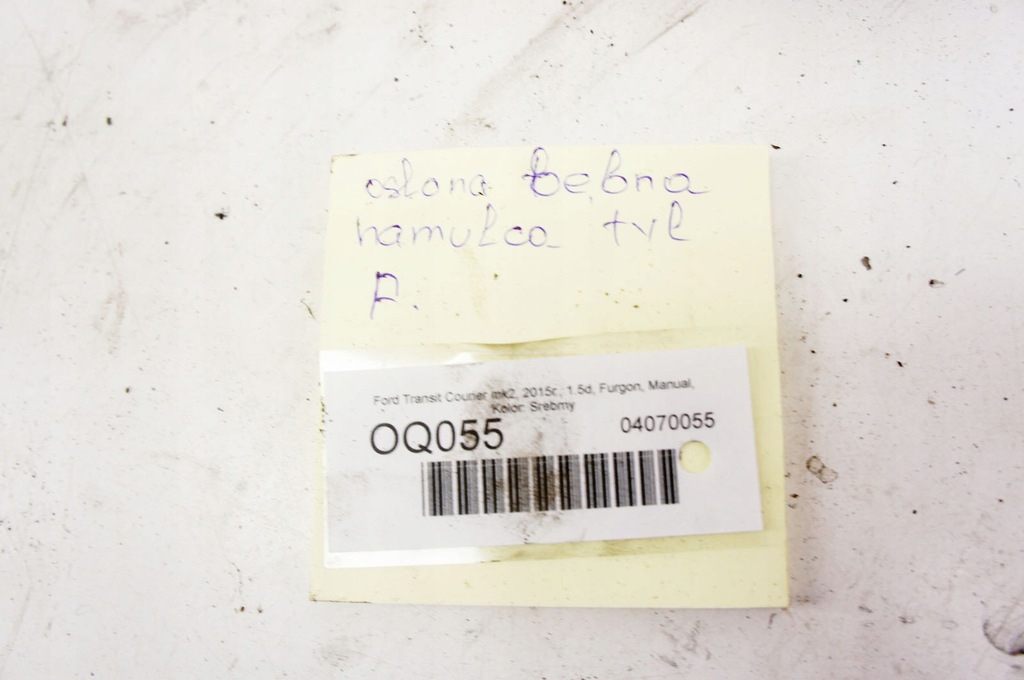 osłona bębna
hamulca tył
P.
Ford Transit Courier mk2, 2015r., 1.5d, Furgon, Manual,
Kolor: Srebrny
OQ055
04070055